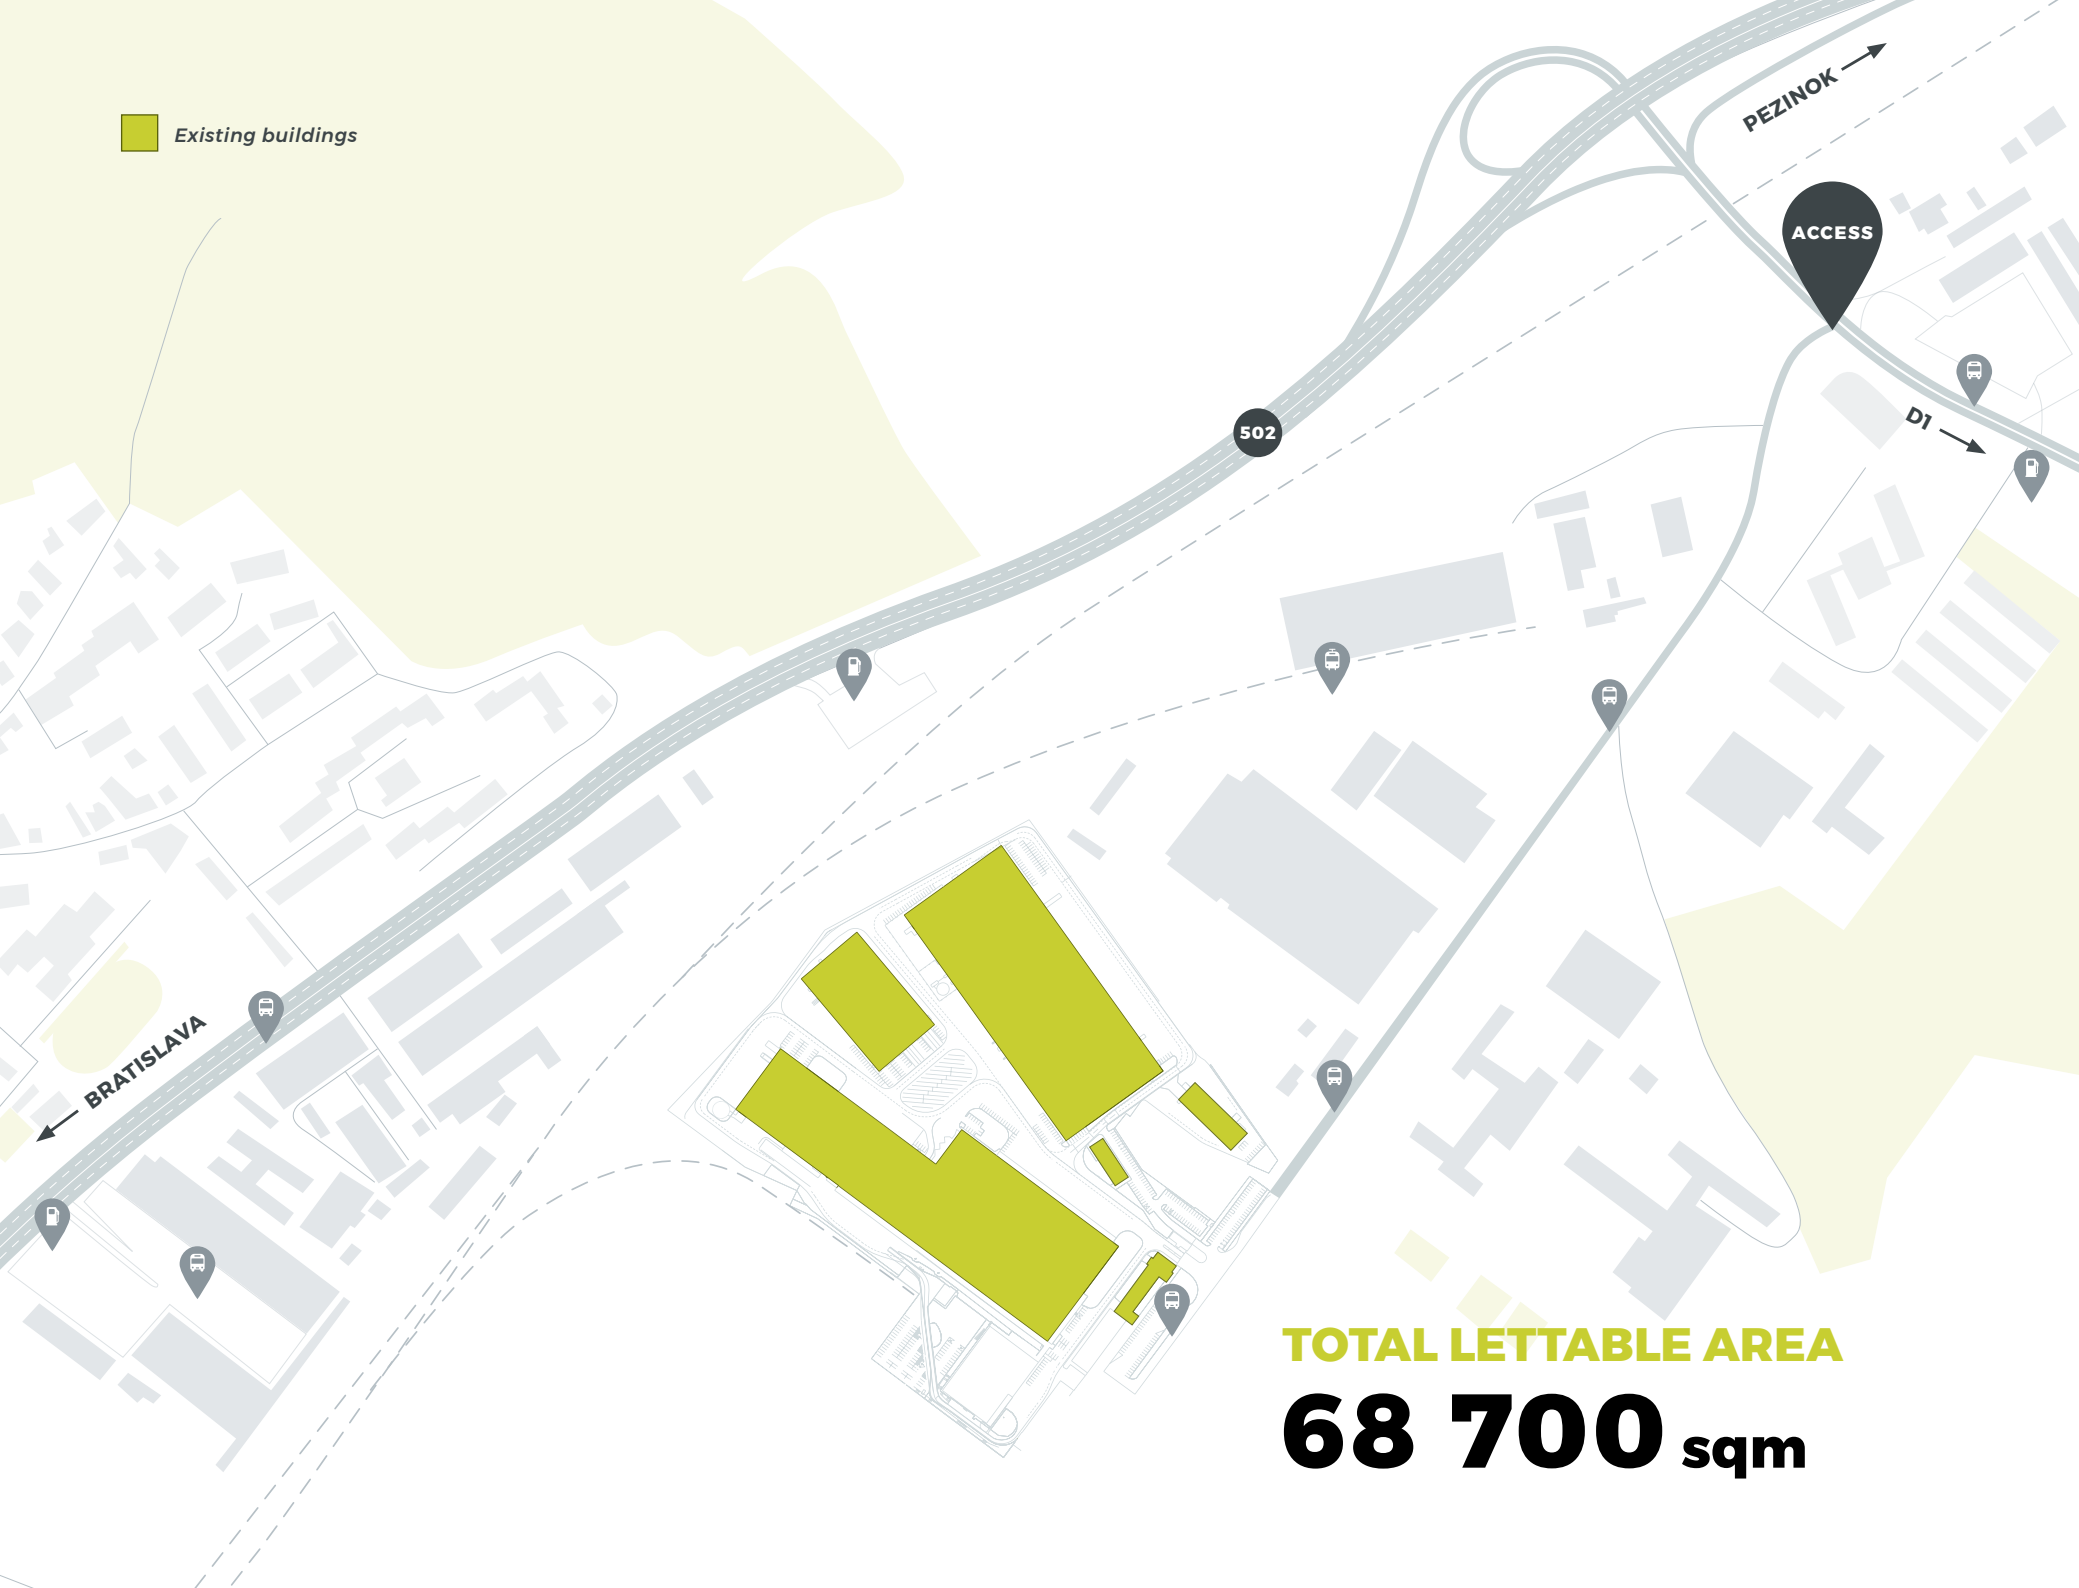 PEZINOK
Existing buildings
ACCESS
D1
502
BRATISLAVA
TOTAL LETTABLE AREA
68 700 sqm